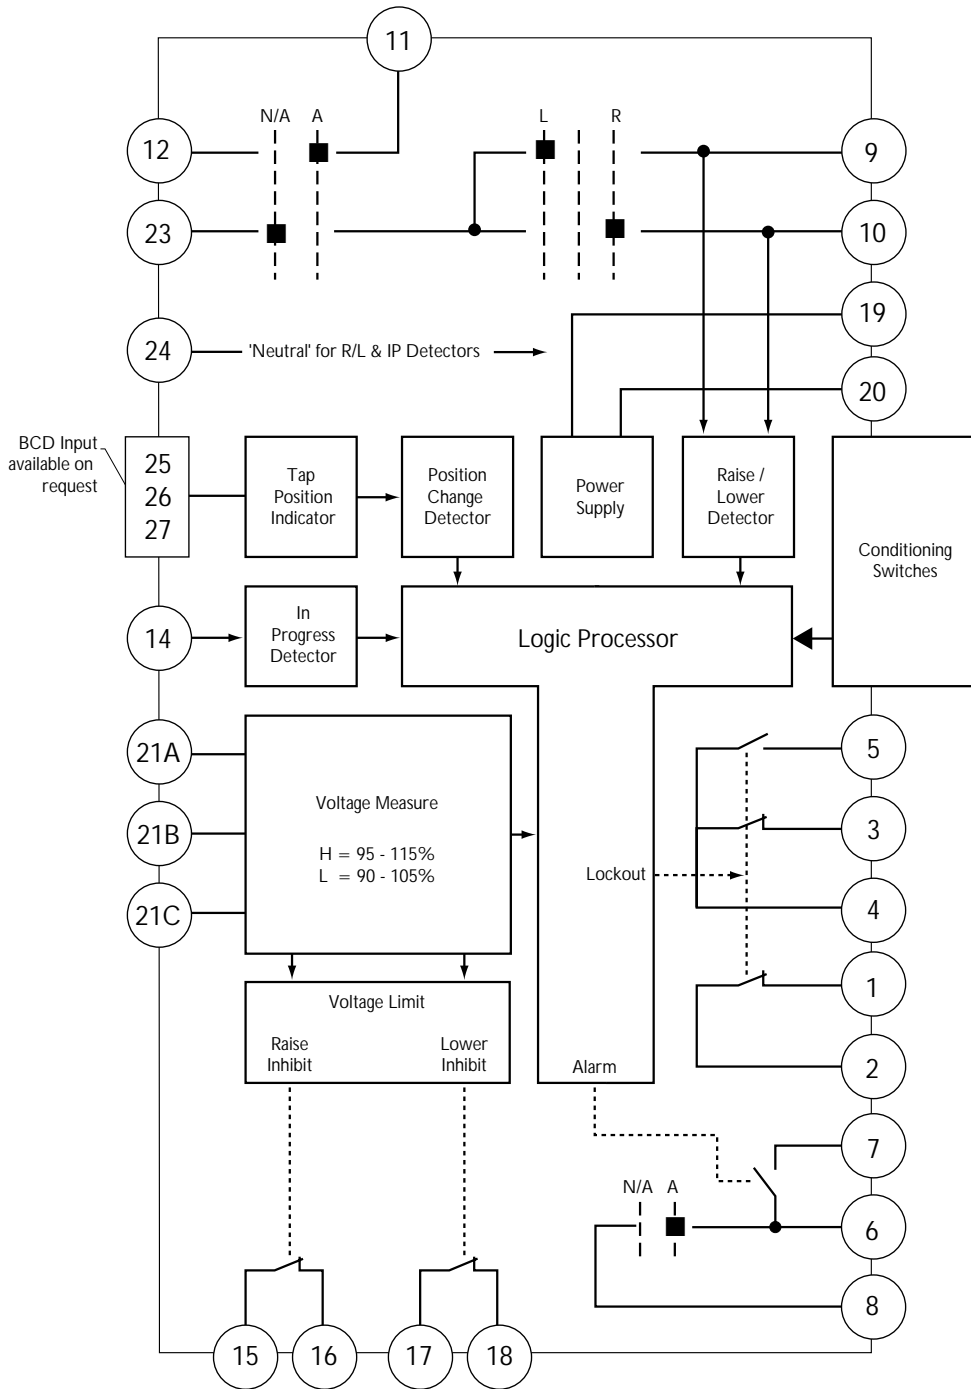 11
N/A A L R
12
9
23
10
19
24
'Neutral' for R/L & IP Detectors
20
BCD Input
available on
request
25
26
27
Tap
Position
Indicator
Position
Change
Detector
Power
Supply
Raise /
Lower
Detector
Conditioning
Switches
14
In
Progress
Detector
Logic Processor
21A
21B
21C
Voltage Measure
H = 95 - 115%
L = 90 - 105%
5
3
Lockout
4
1
2
Voltage Limit
Raise
Inhibit
Lower
Inhibit
Alarm
7
N/A A
6
8
15
16
17
18